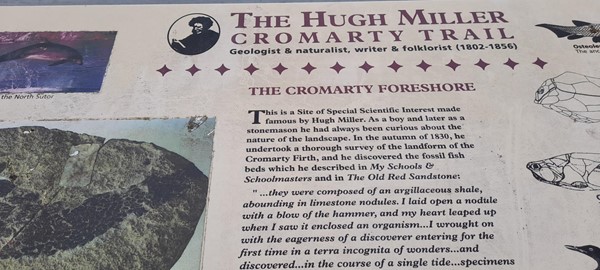 THE HUGH MILLER
CROMARTY TRAIL
Geologist & naturalist, writer & folklorist (1802-1856)
the North Sutor
THE CROMARTY FORESHORE
This is a Site of Special Scientific Interest made
famous by Hugh Miller. As a boy and later as a
stonemason he had always been curious about the
nature of the landscape. In the autumn of 1830, he
undertook a thorough survey of the landform of the
Cromarty Firth, and he discovered the fossil fish
beds which he described in My Schools &
Schoolmasters and in The Old Red Sandstone:
"...they were composed of an argillaceous shale,
abounding in limestone nodules. I laid open a nodule
with a blow of the hammer, and my heart leaped up
when I saw it enclosed an organism...I wrought on
with the eagerness of a discoverer entering for the
first time in a terra incognita of wonders...and
discovered...in the course of a single tide...specimens